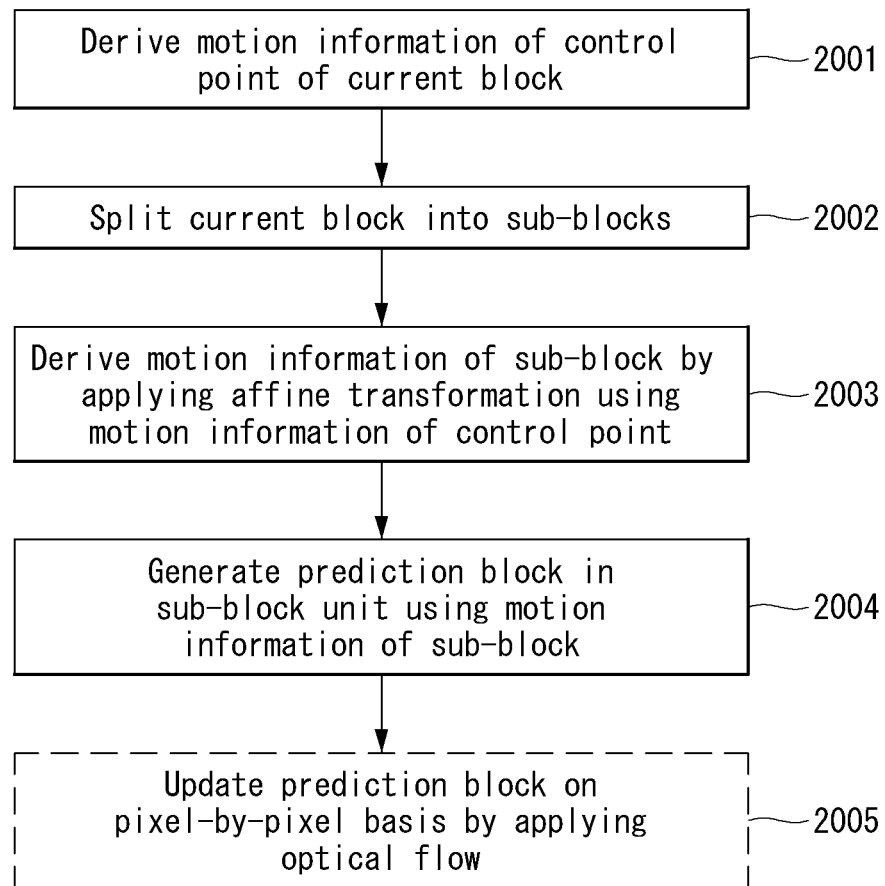 Derive motion information of control
point of current block
2001
Split current block into sub-blocks
2002
Derive motion information of sub-block by
applying affine transformation using
motion information of control point
2003
Generate prediction block in
sub-block unit using motion
information of sub-block
2004
Update prediction block on
pixel-by-pixel basis by applying
optical flow
2005